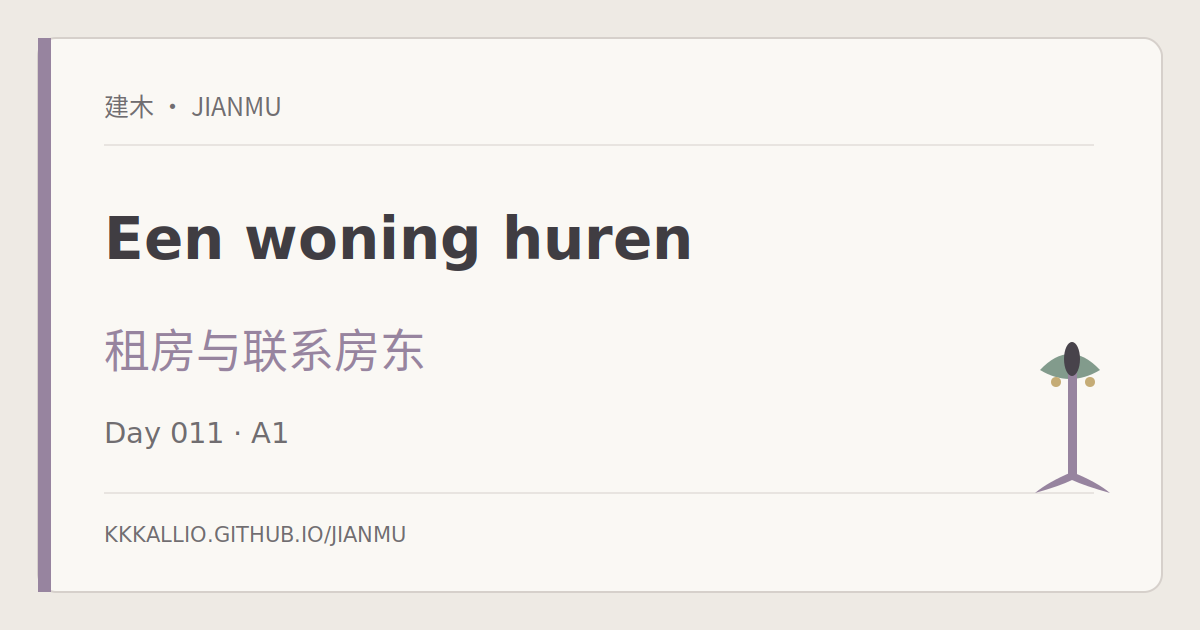 建木 · JIANMU
Een woning huren
租房与联系房东
Day 011 · A1
KKKALLIO.GITHUB.IO/JIANMU